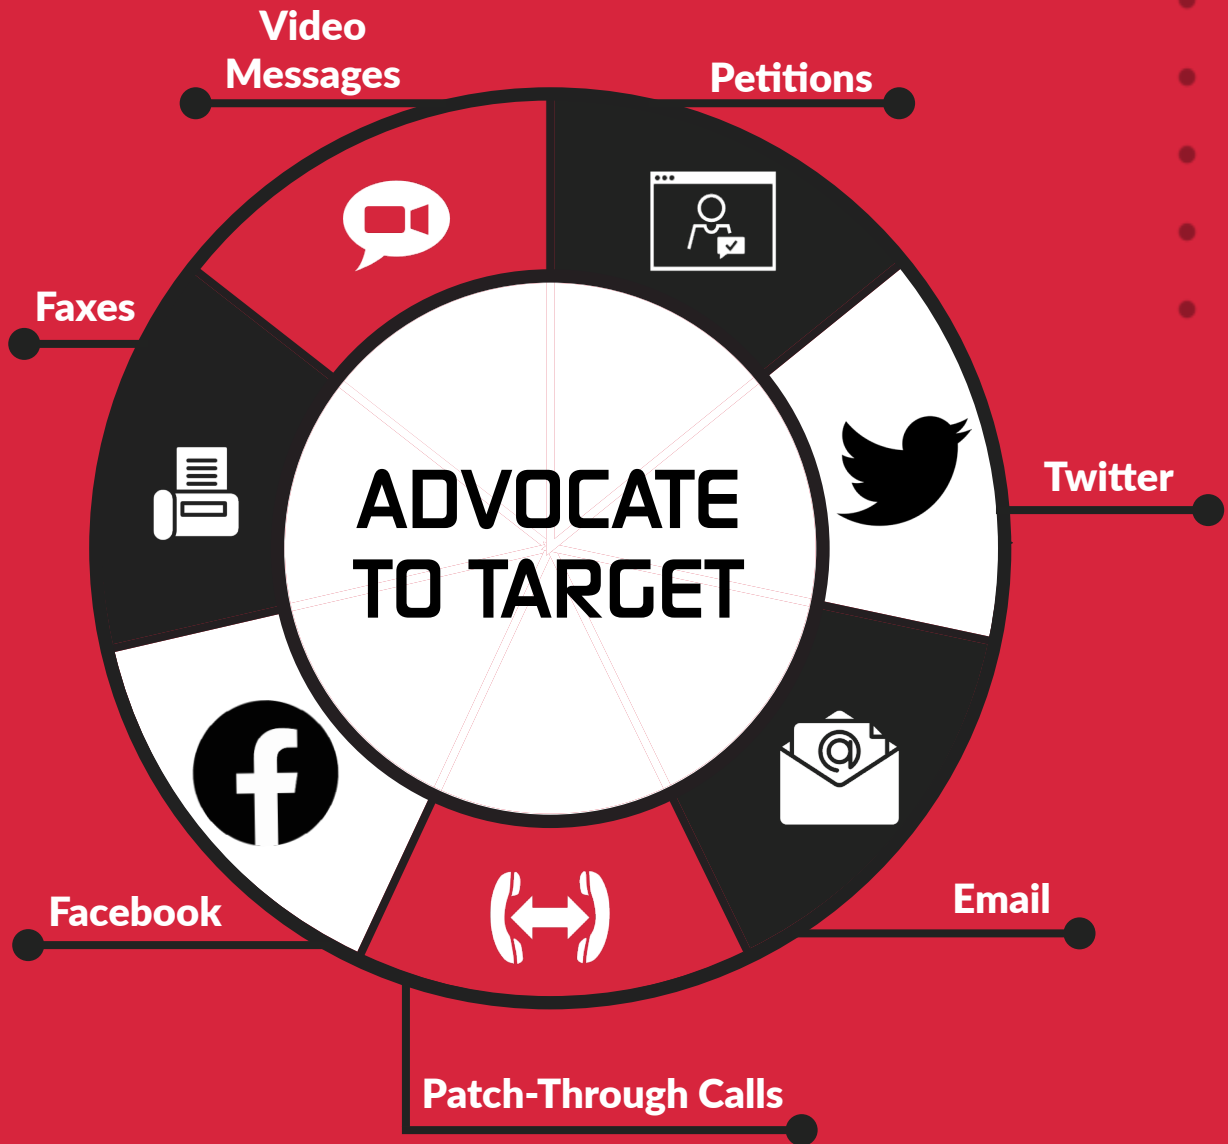 Video
Messages
Petitions
Faxes
Twitter
ADVOCATE
TO TARGET
Facebook
Email
Patch-Through Calls